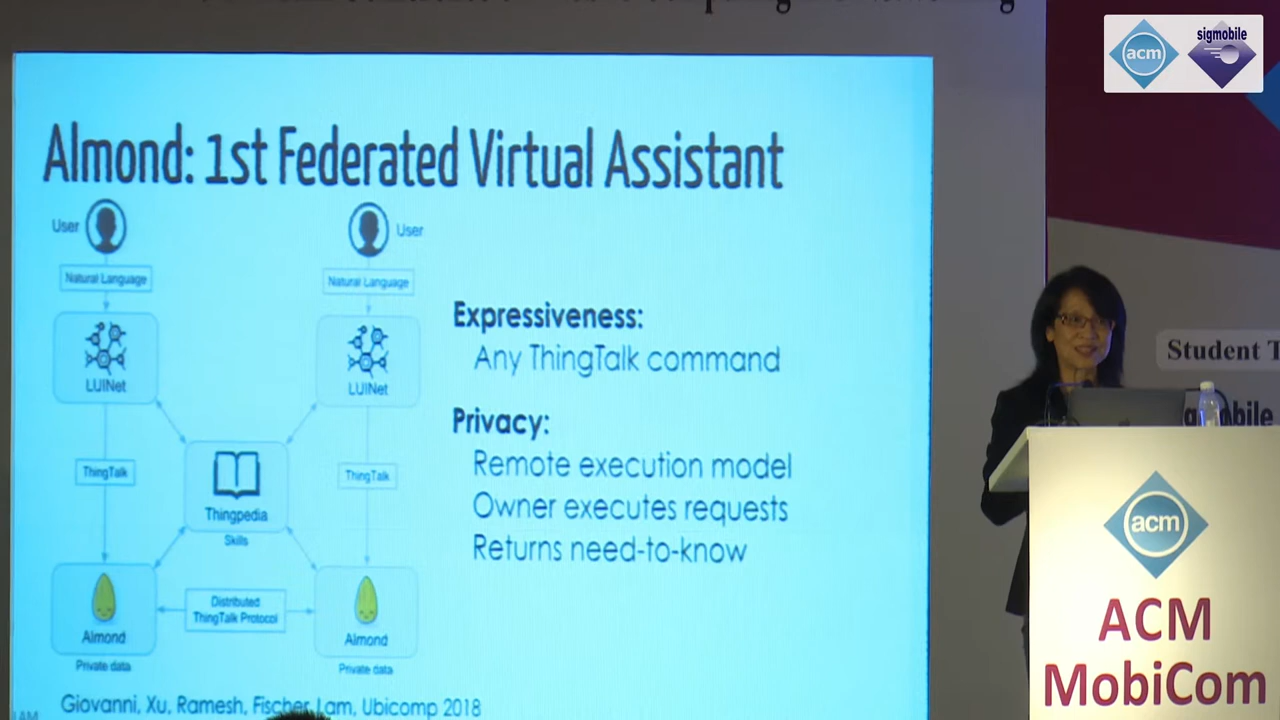 acm
sigmobile
Almond: 1st Federated Virtual Assistant
User
User
Natural Language
Natural Language
LUINet
LUINet
Expressiveness:
Any ThingTalk command
Privacy:
Remote execution model
Owner executes requests
Returns need-to-know
ThingTalk
ThingTalk
Thingpedia
Skills
Distributed
ThingTalk Protocol
Almond
Almond
Private data
Private data
Giovanni, Xu, Ramesh, Fischer, Lam, Ubicomp 2018
LAM
Student
acm
ACM
MobiCom